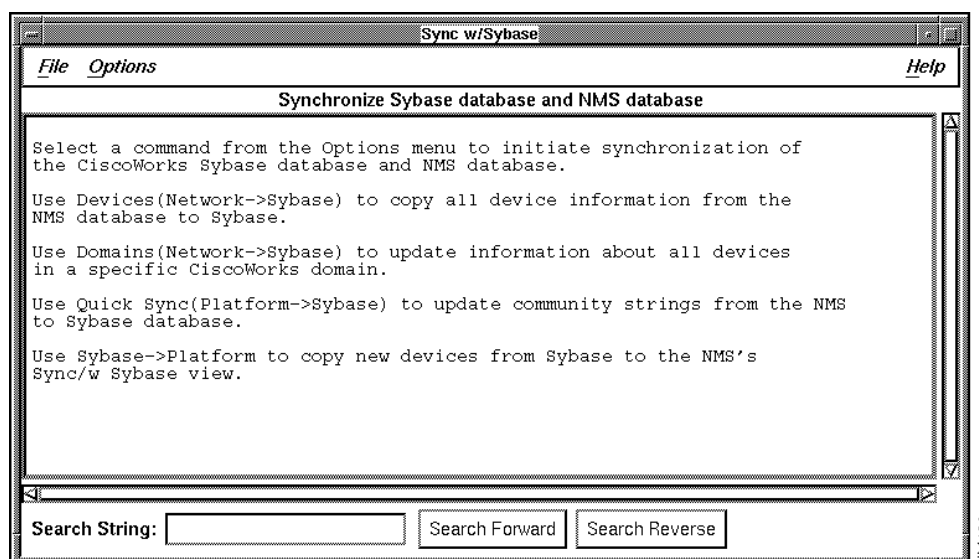 Sync w/Sybase
File Options Help
Synchronize Sybase database and NMS database
Select a command from the Options menu to initiate synchronization of
the CiscoWorks Sybase database and NMS database.
Use Devices(Network->Sybase) to copy all device information from the
NMS database to Sybase.
Use Domains(Network->Sybase) to update information about all devices
in a specific CiscoWorks domain.
Use Quick Sync(Platform->Sybase) to update community strings from the NMS
to Sybase database.
Use Sybase->Platform to copy new devices from Sybase to the NMS's
Sync/w Sybase view.
Search String: Search Forward Search Reverse